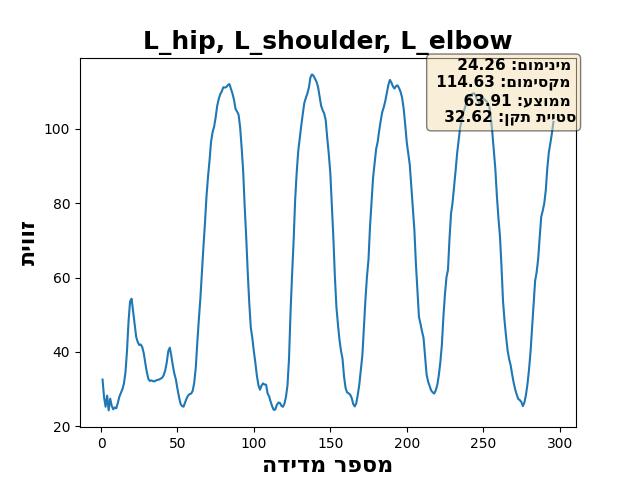 L_hip, L_shoulder, L_elbow
מינימום: 24.26
מקסימום: 114.63
ממוצע: 63.91
סטיית תקן: 32.62
זווית
100
80
60
40
20
0 50 100 150 200 250 300
מספר מדידה